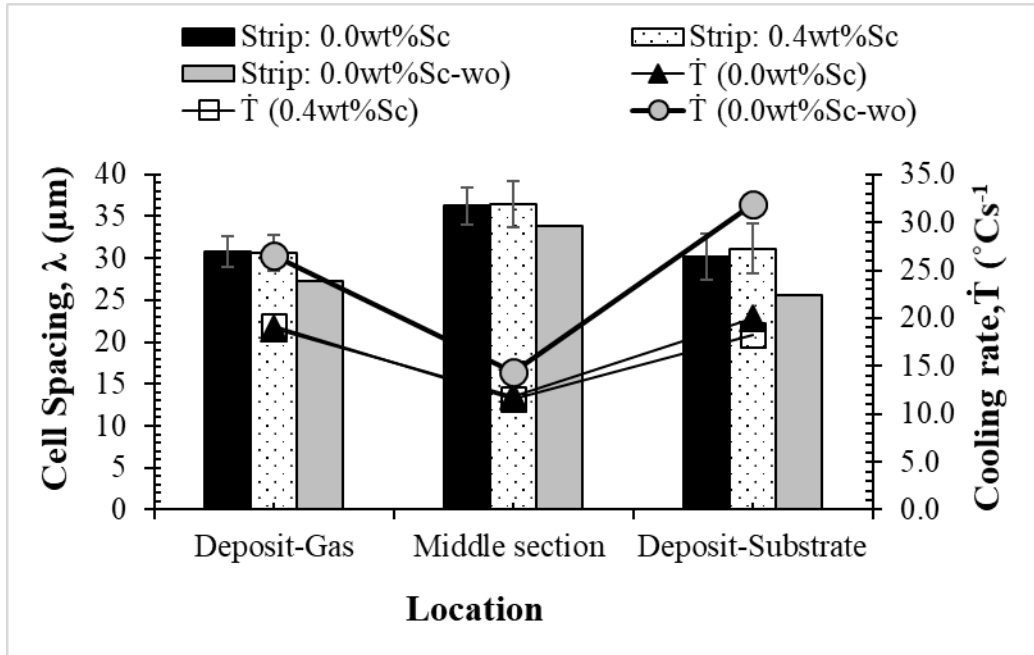 Strip: 0.0wt%Sc
Strip: 0.4wt%Sc
Strip: 0.0wt%Sc-wo)
Ṫ (0.0wt%Sc)
Ṫ (0.4wt%Sc)
Ṫ (0.0wt%Sc-wo)
Cell Spacing, λ (µm)
40
35
30
25
20
15
10
5
0
35.0
30.0
25.0
20.0
15.0
10.0
5.0
0.0
Cooling rate,Ṫ (˚Cs⁻¹
Deposit-Gas
Middle section
Deposit-Substrate
Location